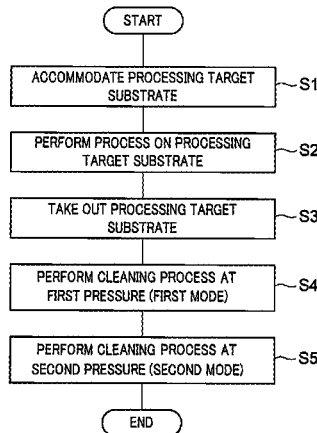 START
ACCOMMODATE PROCESSING TARGET
SUBSTRATE
S1
PERFORM PROCESS ON PROCESSING
TARGET SUBSTRATE
S2
TAKE OUT PROCESSING TARGET
SUBSTRATE
S3
PERFORM CLEANING PROCESS AT
FIRST PRESSURE (FIRST MODE)
S4
PERFORM CLEANING PROCESS AT
SECOND PRESSURE (SECOND MODE)
S5
END